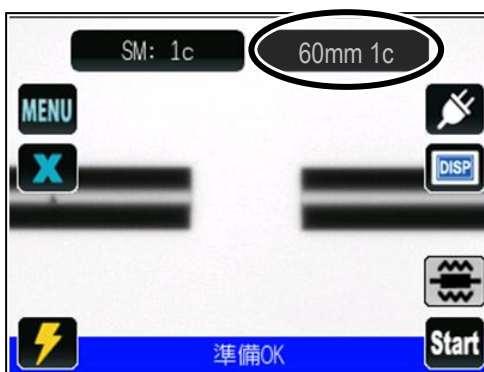 SM: 1c
60mm 1c
MENU
X
DISP
準備OK
Start